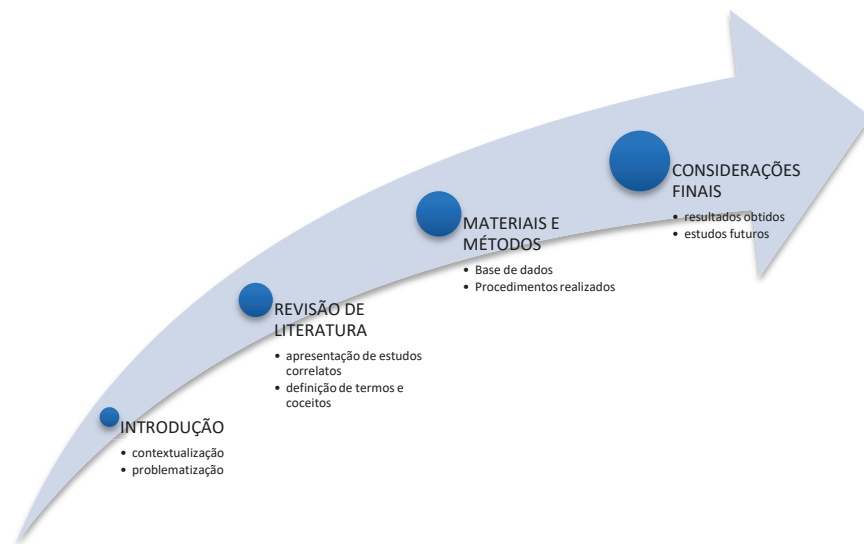 INTRODUÇÃO
• contextualização
• problematização
REVISÃO DE
LITERATURA
• apresentação de estudos
correlatos
• definição de termos e
coceitos
MATERIAIS E
MÉTODOS
• Base de dados
• Procedimentos realizados
CONSIDERAÇÕES
FINAIS
• resultados obtidos
• estudos futuros